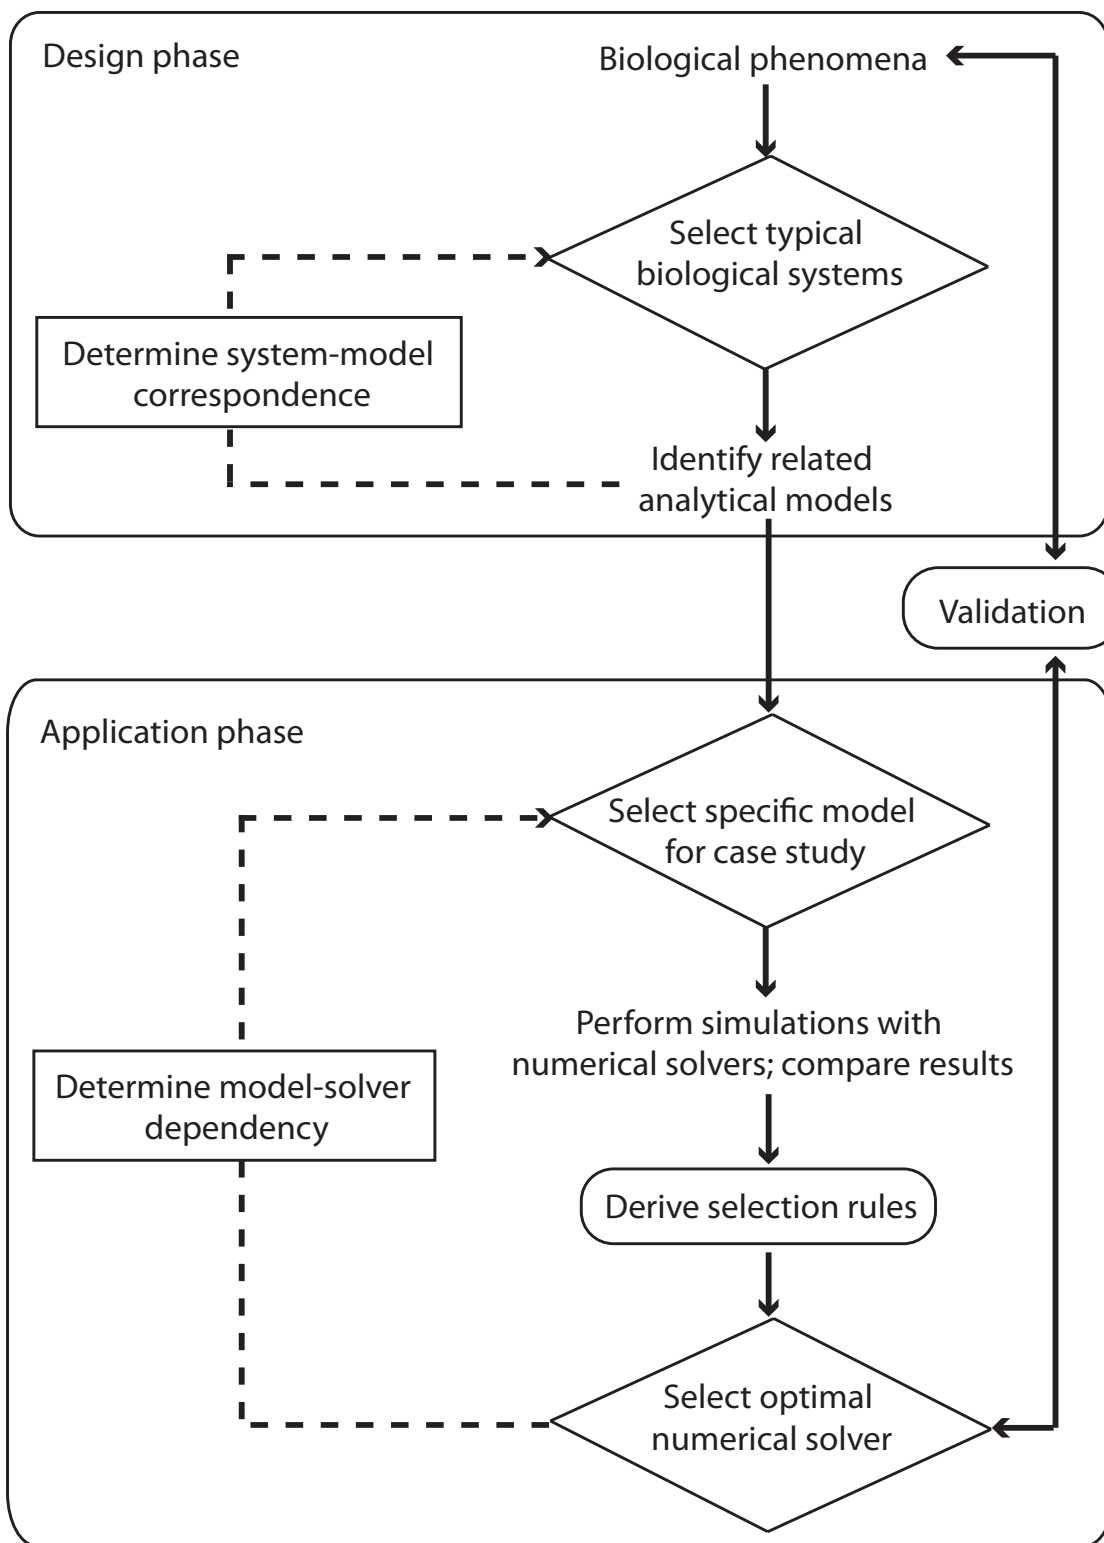 Design phase
Biological phenomena
Select typical
biological systems
Determine system-model
correspondence
Identify related
analytical models
Validation
Application phase
Select specific model
for case study
Perform simulations with
numerical solvers; compare results
Determine model-solver
dependency
Derive selection rules
Select optimal
numerical solver